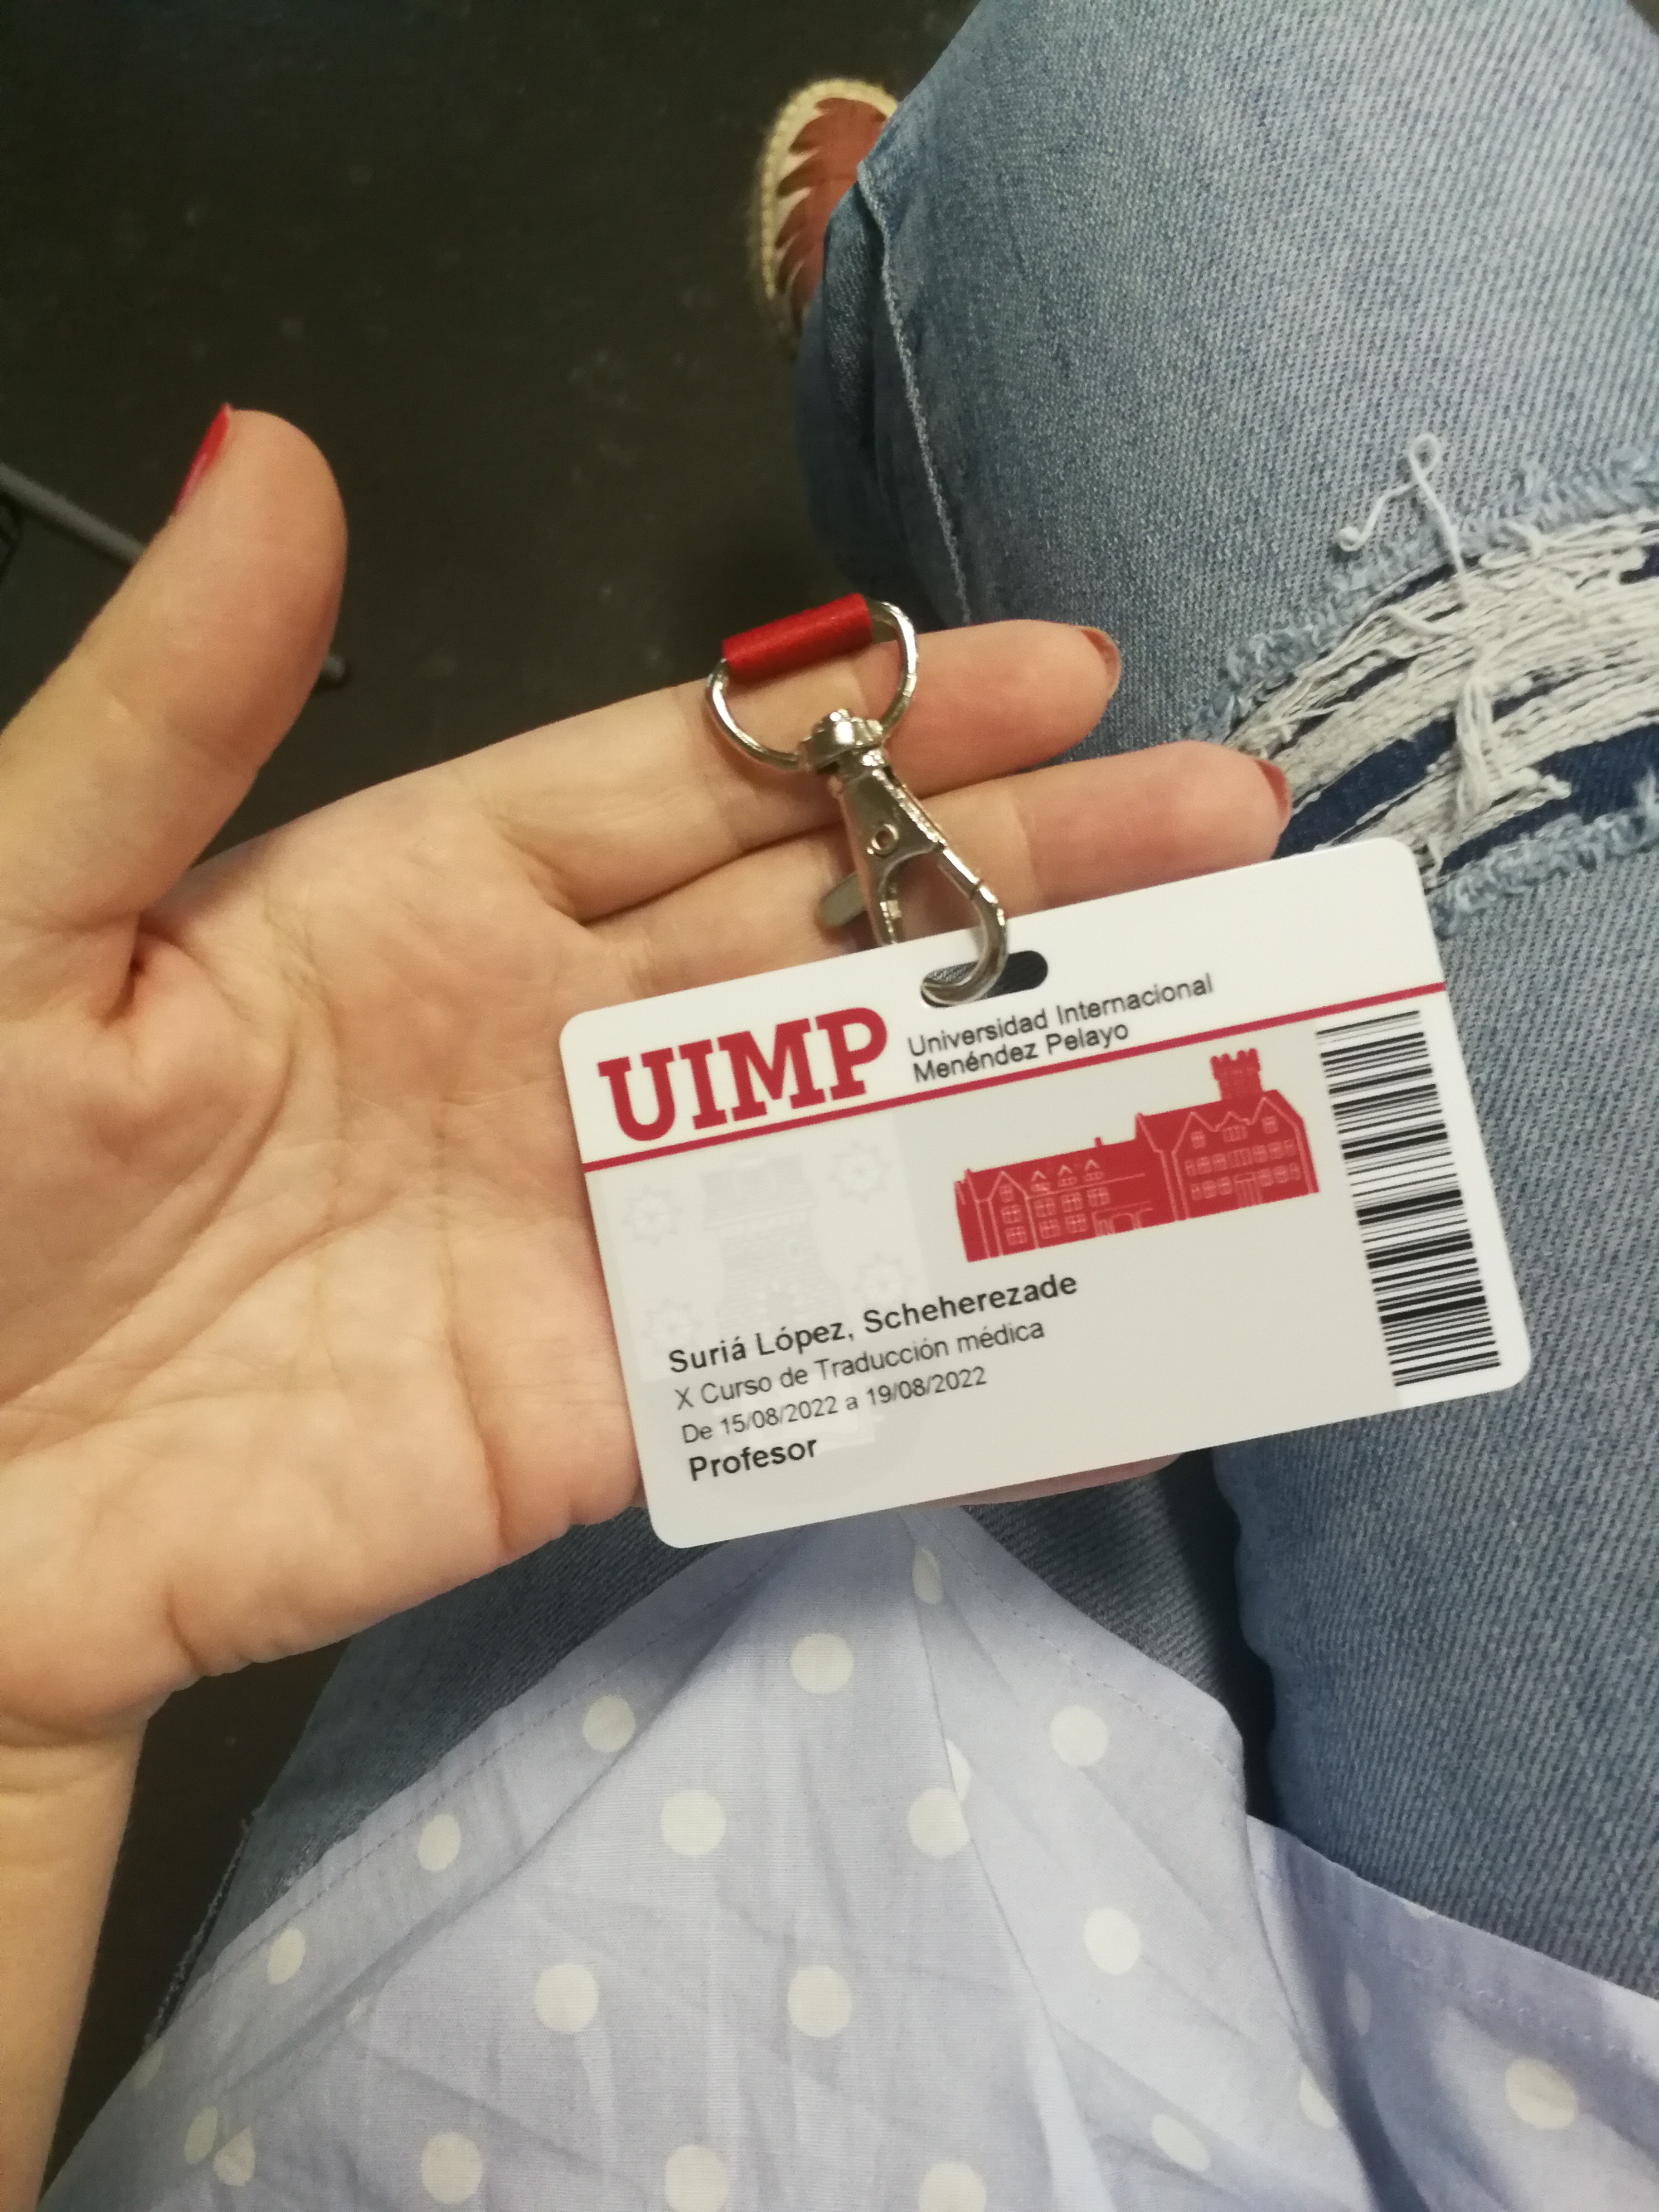 UIMP
Universidad Internacional
Menéndez Pelayo
Suriá López, Scheherezade
X Curso de Traducción médica
De 15/08/2022 a 19/08/2022
Profesor